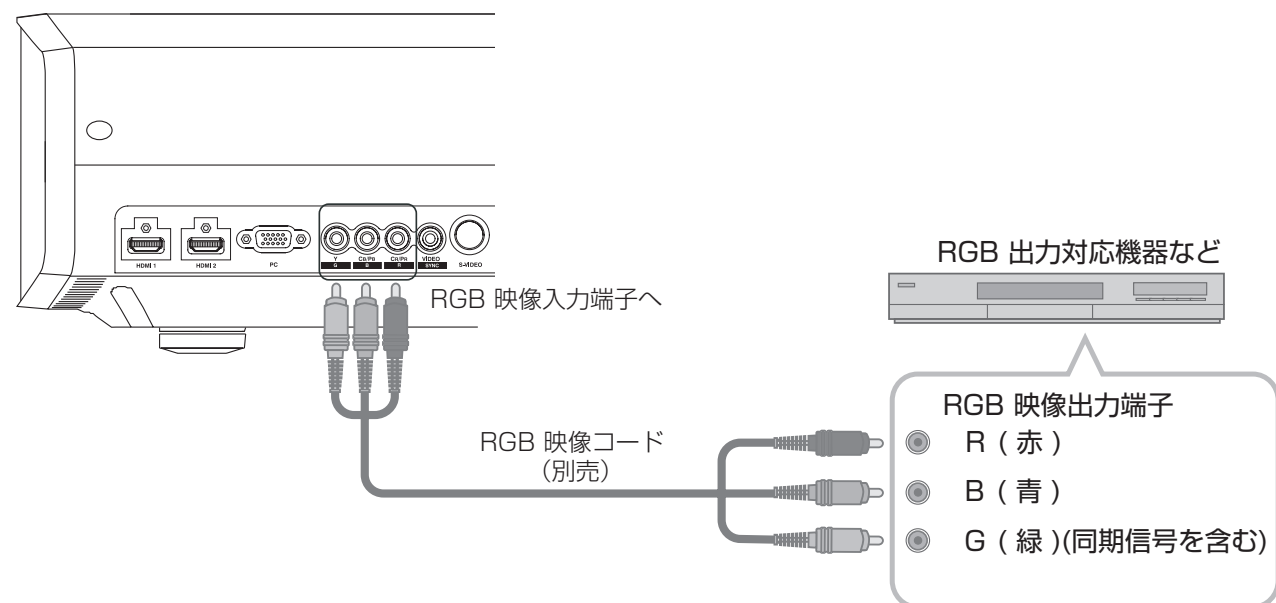 HDMI 1
HDMI 2
PC
Y
G
CB/PB
B
CR/PR
R
VIDEO
SYNC
S-VIDEO
RGB 映像入力端子へ
RGB 出力対応機器など
RGB 映像コード
（別売）
RGB 映像出力端子
R ( 赤 )
B ( 青 )
G ( 緑 )(同期信号を含む)